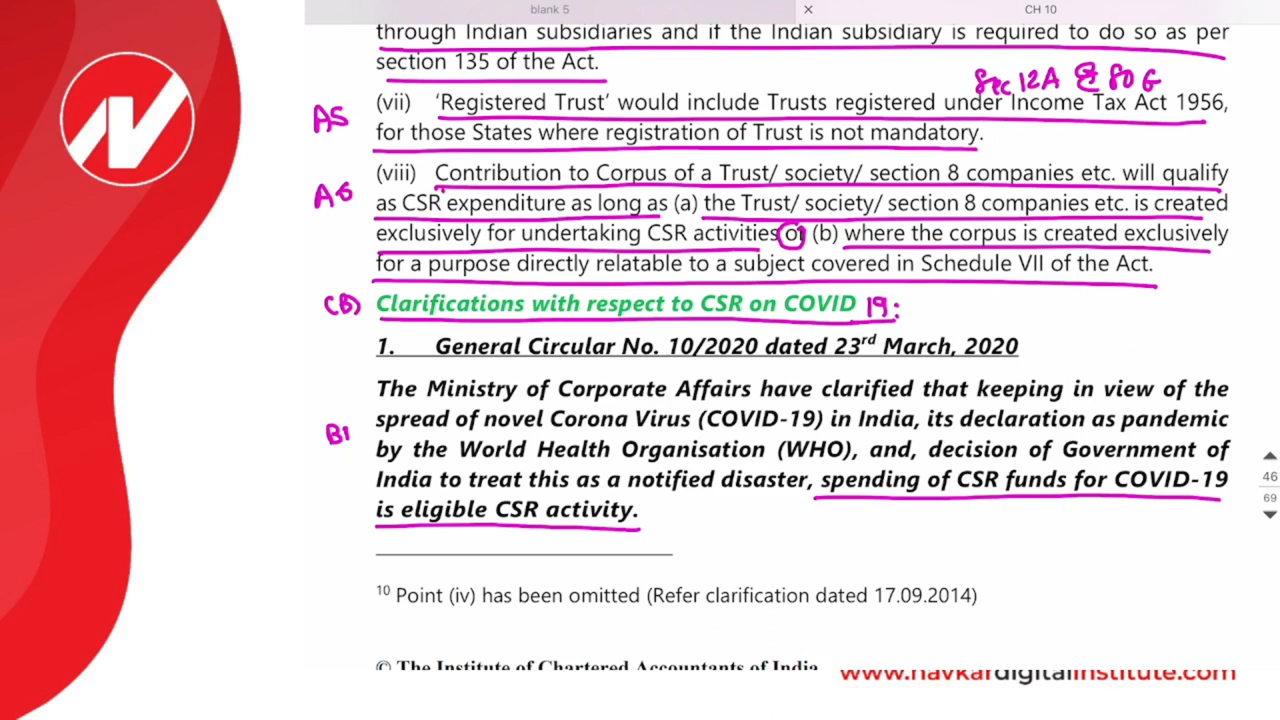 blank 5
CH 10
through Indian subsidiaries and if the Indian subsidiary is required to do so as per
section 135 of the Act.
Sec 12A & 80 G
A5
(vii) ‘Registered Trust’ would include Trusts registered under Income Tax Act 1956,
for those States where registration of Trust is not mandatory.
A6
(viii) Contribution to Corpus of a Trust/ society/ section 8 companies etc. will qualify
as CSR expenditure as long as (a) the Trust/ society/ section 8 companies etc. is created
exclusively for undertaking CSR activities or (b) where the corpus is created exclusively
for a purpose directly relatable to a subject covered in Schedule VII of the Act.
CB)
Clarifications with respect to CSR on COVID 19:
1. General Circular No. 10/2020 dated 23rd March, 2020
The Ministry of Corporate Affairs have clarified that keeping in view of the
spread of novel Corona Virus (COVID-19) in India, its declaration as pandemic
B1
by the World Health Organisation (WHO), and, decision of Government of
India to treat this as a notified disaster, spending of CSR funds for COVID-19
is eligible CSR activity.
46
69
10 Point (iv) has been omitted (Refer clarification dated 17.09.2014)
© The Institute of Chartered Accountants of India
www.navkardigitalinstitute.com